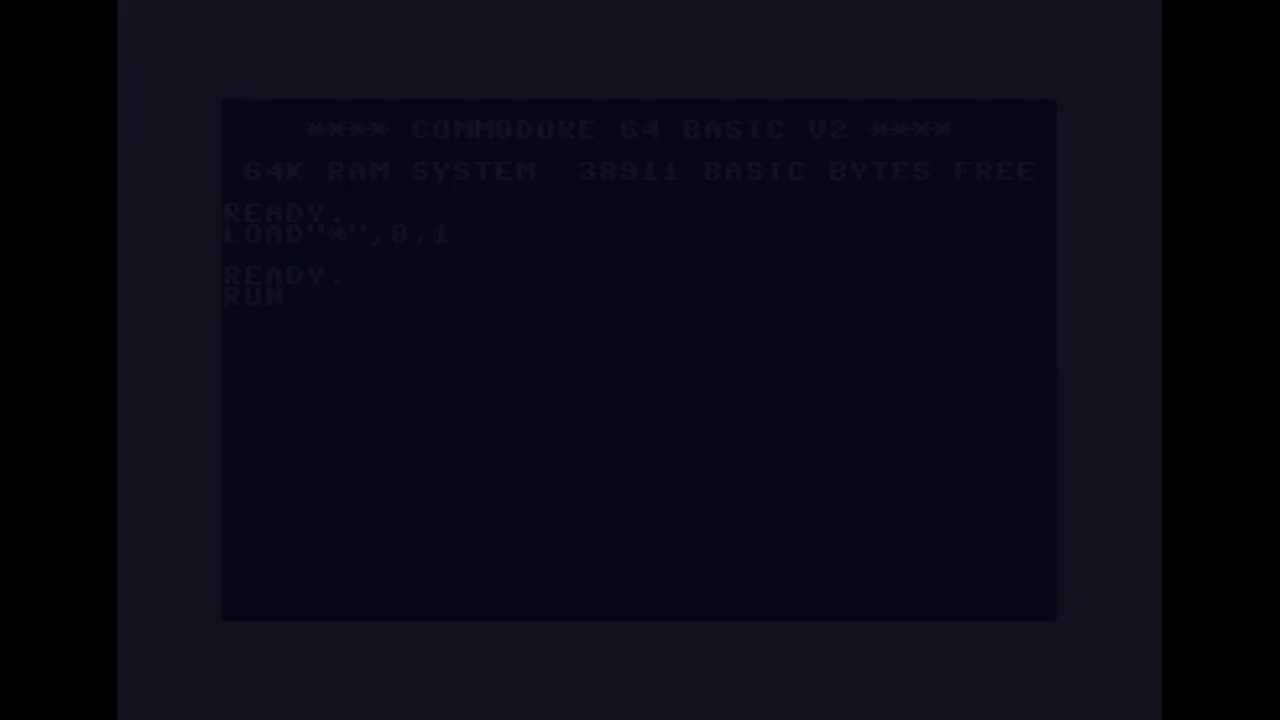 **** COMMODORE 64 BASIC V2 ****
64K RAM SYSTEM  38911 BASIC BYTES FREE
READY.
LOAD"*",8,1
READY.
RUN